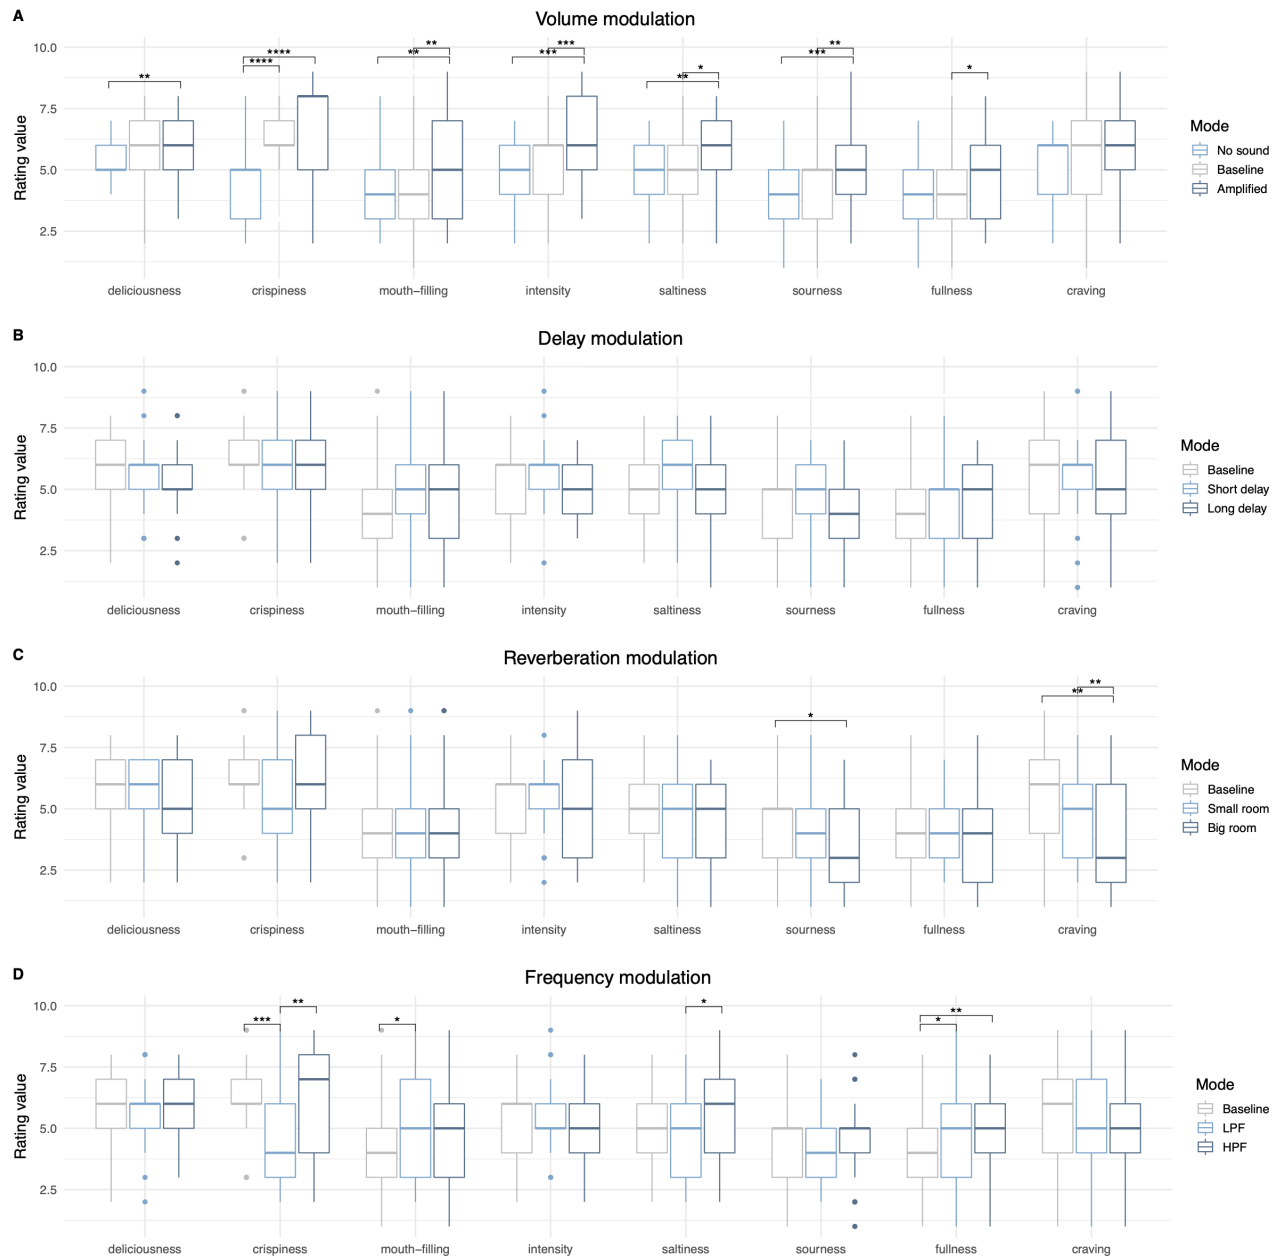 A
Volume modulation
Rating value
10.0
7.5
5.0
2.5
** **** **** ** ** *** *** ** * *** ** *
deliciousness crispiness mouth-filling intensity saltiness sourness fullness craving
Mode
No sound
Baseline
Amplified
B
Delay modulation
Rating value
10.0
7.5
5.0
2.5
deliciousness crispiness mouth-filling intensity saltiness sourness fullness craving
Mode
Baseline
Short delay
Long delay
C
Reverberation modulation
Rating value
10.0
7.5
5.0
2.5
* ** **
deliciousness crispiness mouth-filling intensity saltiness sourness fullness craving
Mode
Baseline
Small room
Big room
D
Frequency modulation
Rating value
10.0
7.5
5.0
2.5
*** ** * * * **
deliciousness crispiness mouth-filling intensity saltiness sourness fullness craving
Mode
Baseline
LPF
HPF